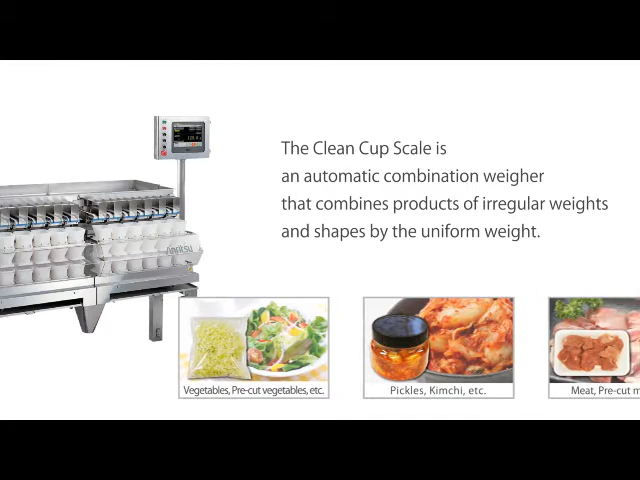 The Clean Cup Scale is
an automatic combination weigher
that combines products of irregular weights
and shapes by the uniform weight.
Anritsu
Vegetables, Pre-cut vegetables, etc.
Pickles, Kimchi, etc.
Meat, Pre-cut m